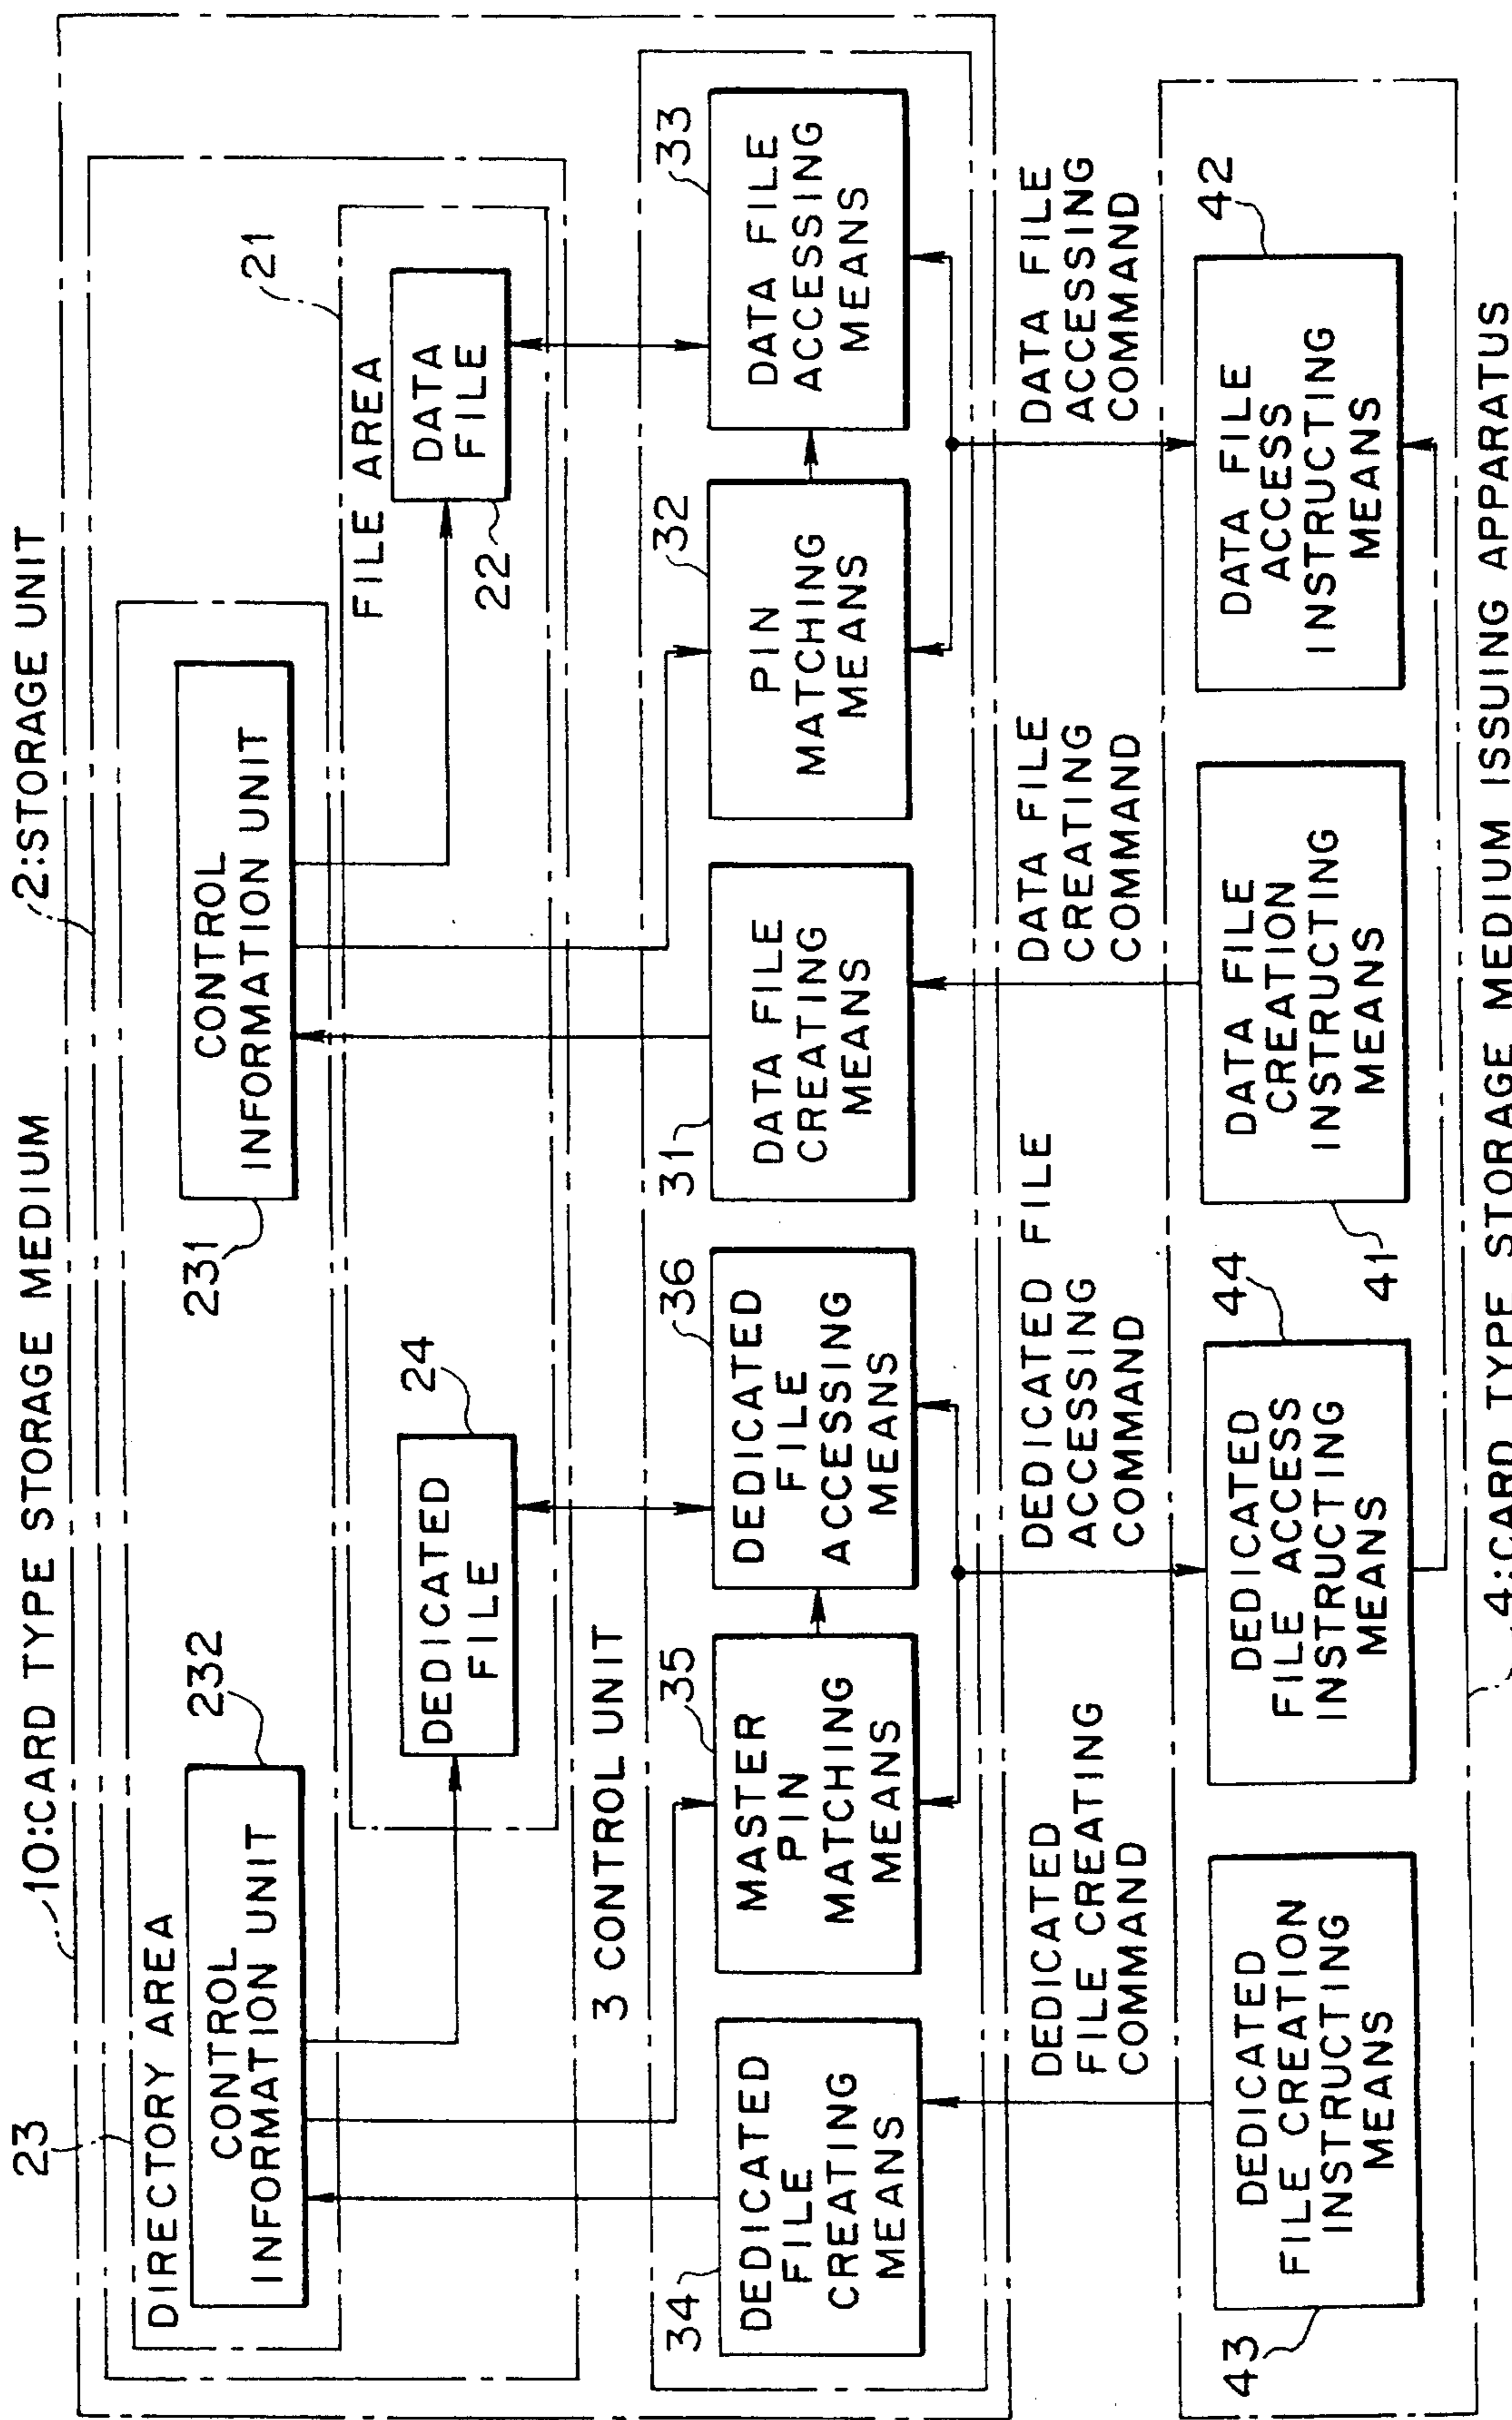 10:CARD TYPE STORAGE MEDIUM
2:STORAGE UNIT
23
DIRECTORY AREA
CONTROL
INFORMATION UNIT
232
CONTROL
INFORMATION UNIT
231
21
FILE AREA
DEDICATED
FILE
24
DATA
FILE
22
3 CONTROL UNIT
34
DEDICATED
FILE
CREATING
MEANS
35
MASTER
PIN
MATCHING
MEANS
36
DEDICATED
FILE
ACCESSING
MEANS
31
DATA FILE
CREATING
MEANS
32
PIN
MATCHING
MEANS
33
DATA FILE
ACCESSING
MEANS
DEDICATED
FILE CREATING
COMMAND
DEDICATED FILE
ACCESSING
COMMAND
DATA FILE
CREATING
COMMAND
DATA FILE
ACCESSING
COMMAND
43
DEDICATED
FILE CREATION
INSTRUCTING
MEANS
44
DEDICATED
FILE ACCESS
INSTRUCTING
MEANS
41
DATA FILE
CREATION
INSTRUCTING
MEANS
42
DATA FILE
ACCESS
INSTRUCTING
MEANS
4:CARD TYPE STORAGE MEDIUM ISSUING APPARATUS